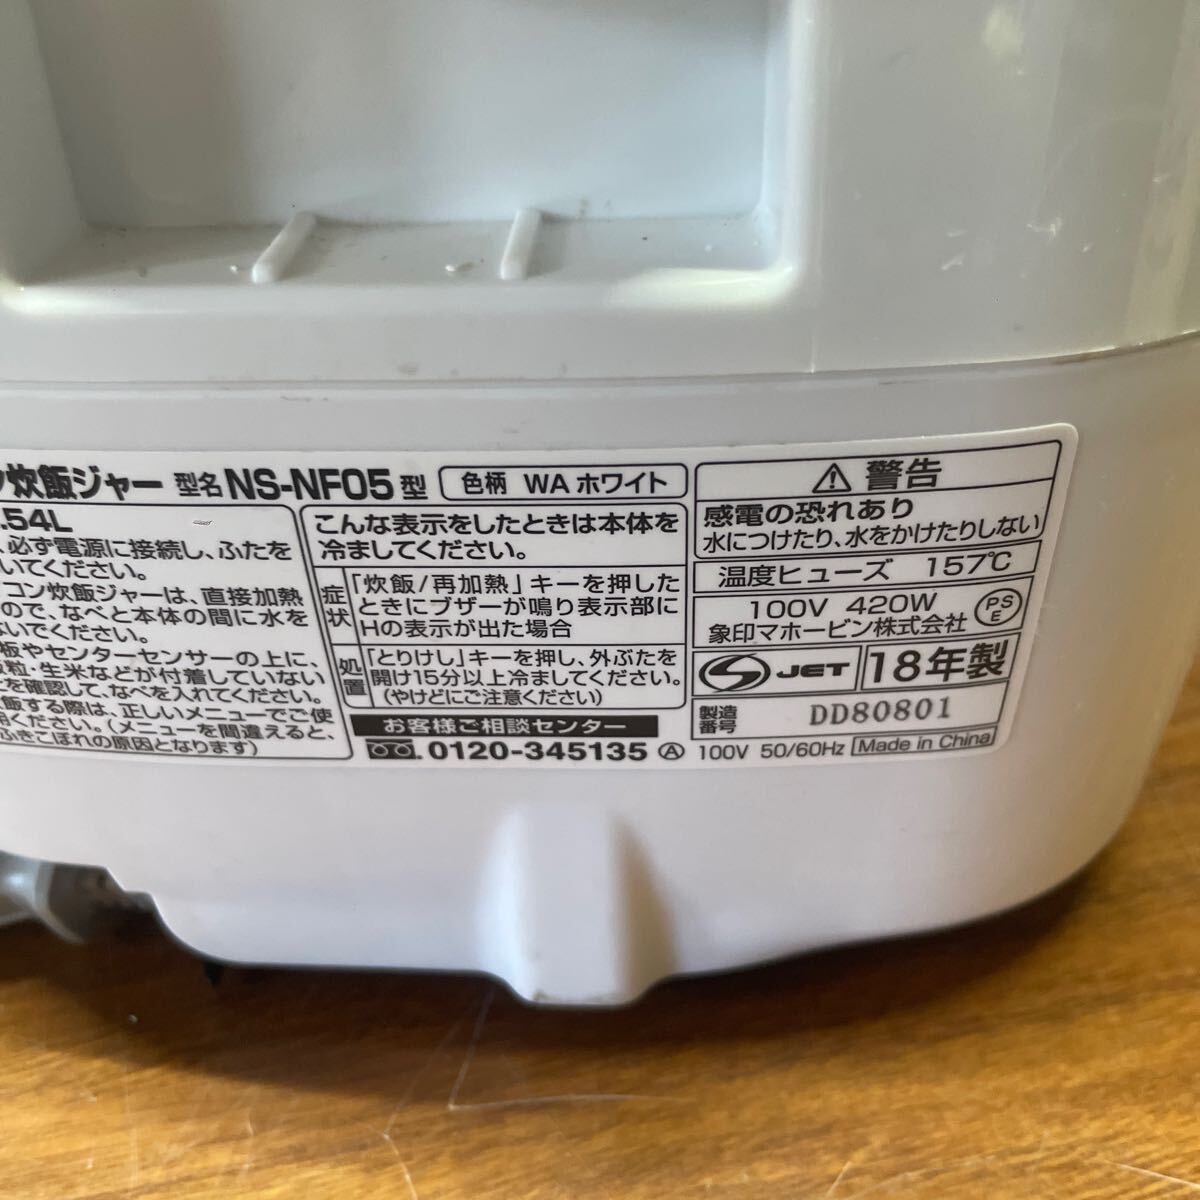 炊飯ジャー 型名 NS-NF05型
色柄 WA ホワイト
.54L
、必ず電源に接続し、ふたを
いてください。
コン炊飯ジャーは、直接加熱
ので、なべと本体の間に水を
ないでください。
板やセンターセンサーの上に、
飯粒・生米などが付着していない
とを確認して、なべを入れてください。
炊飯する際は、正しいメニューでご使
用ください。(メニューを間違えると、
ふきこぼれの原因となります)
こんな表示をしたときは本体を
冷ましてください。
症状
「炊飯/再加熱」キーを押した
ときにブザーが鳴り表示部に
Hの表示が出た場合
処置
「とりけし」キーを押し、外ぶたを
開け15分以上冷ましてください。
(やけどにご注意ください)
お客様ご相談センター
0120-345135 Ⓐ
⚠ 警告
感電の恐れあり
水につけたり、水をかけたりしない
温度ヒューズ 157℃
100V 420W
象印マホービン株式会社
PSE
S JET
18年製
製造番号 DD80801
100V 50/60Hz Made in China